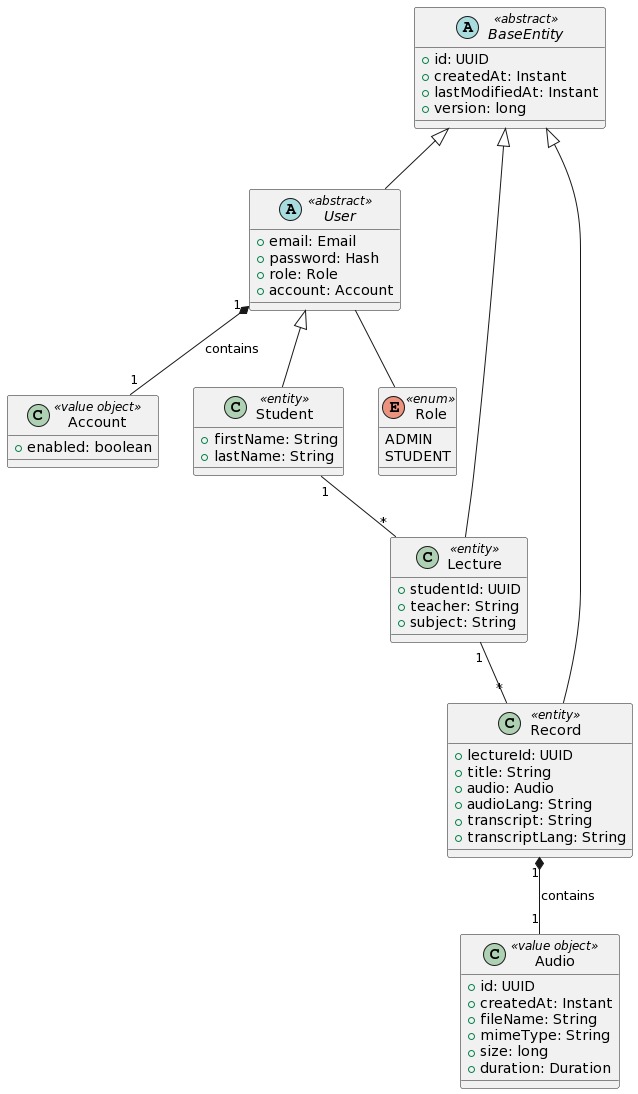 «abstract»
A
BaseEntity
id: UUID
createdAt: Instant
lastModifiedAt: Instant
version: long
«abstract»
A
User
email: Email
password: Hash
role: Role
account: Account
1
contains
1
«value object»
C
Account
enabled: boolean
«entity»
C
Student
firstName: String
lastName: String
«enum»
E
Role
ADMIN
STUDENT
1
*
«entity»
C
Lecture
studentId: UUID
teacher: String
subject: String
1
*
«entity»
C
Record
lectureId: UUID
title: String
audio: Audio
audioLang: String
transcript: String
transcriptLang: String
1
contains
1
«value object»
C
Audio
id: UUID
createdAt: Instant
fileName: String
mimeType: String
size: long
duration: Duration